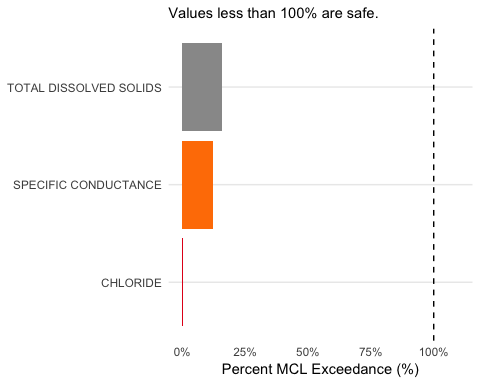 Values less than 100% are safe.
TOTAL DISSOLVED SOLIDS
SPECIFIC CONDUCTANCE
CHLORIDE
0% 25% 50% 75% 100%
Percent MCL Exceedance (%)